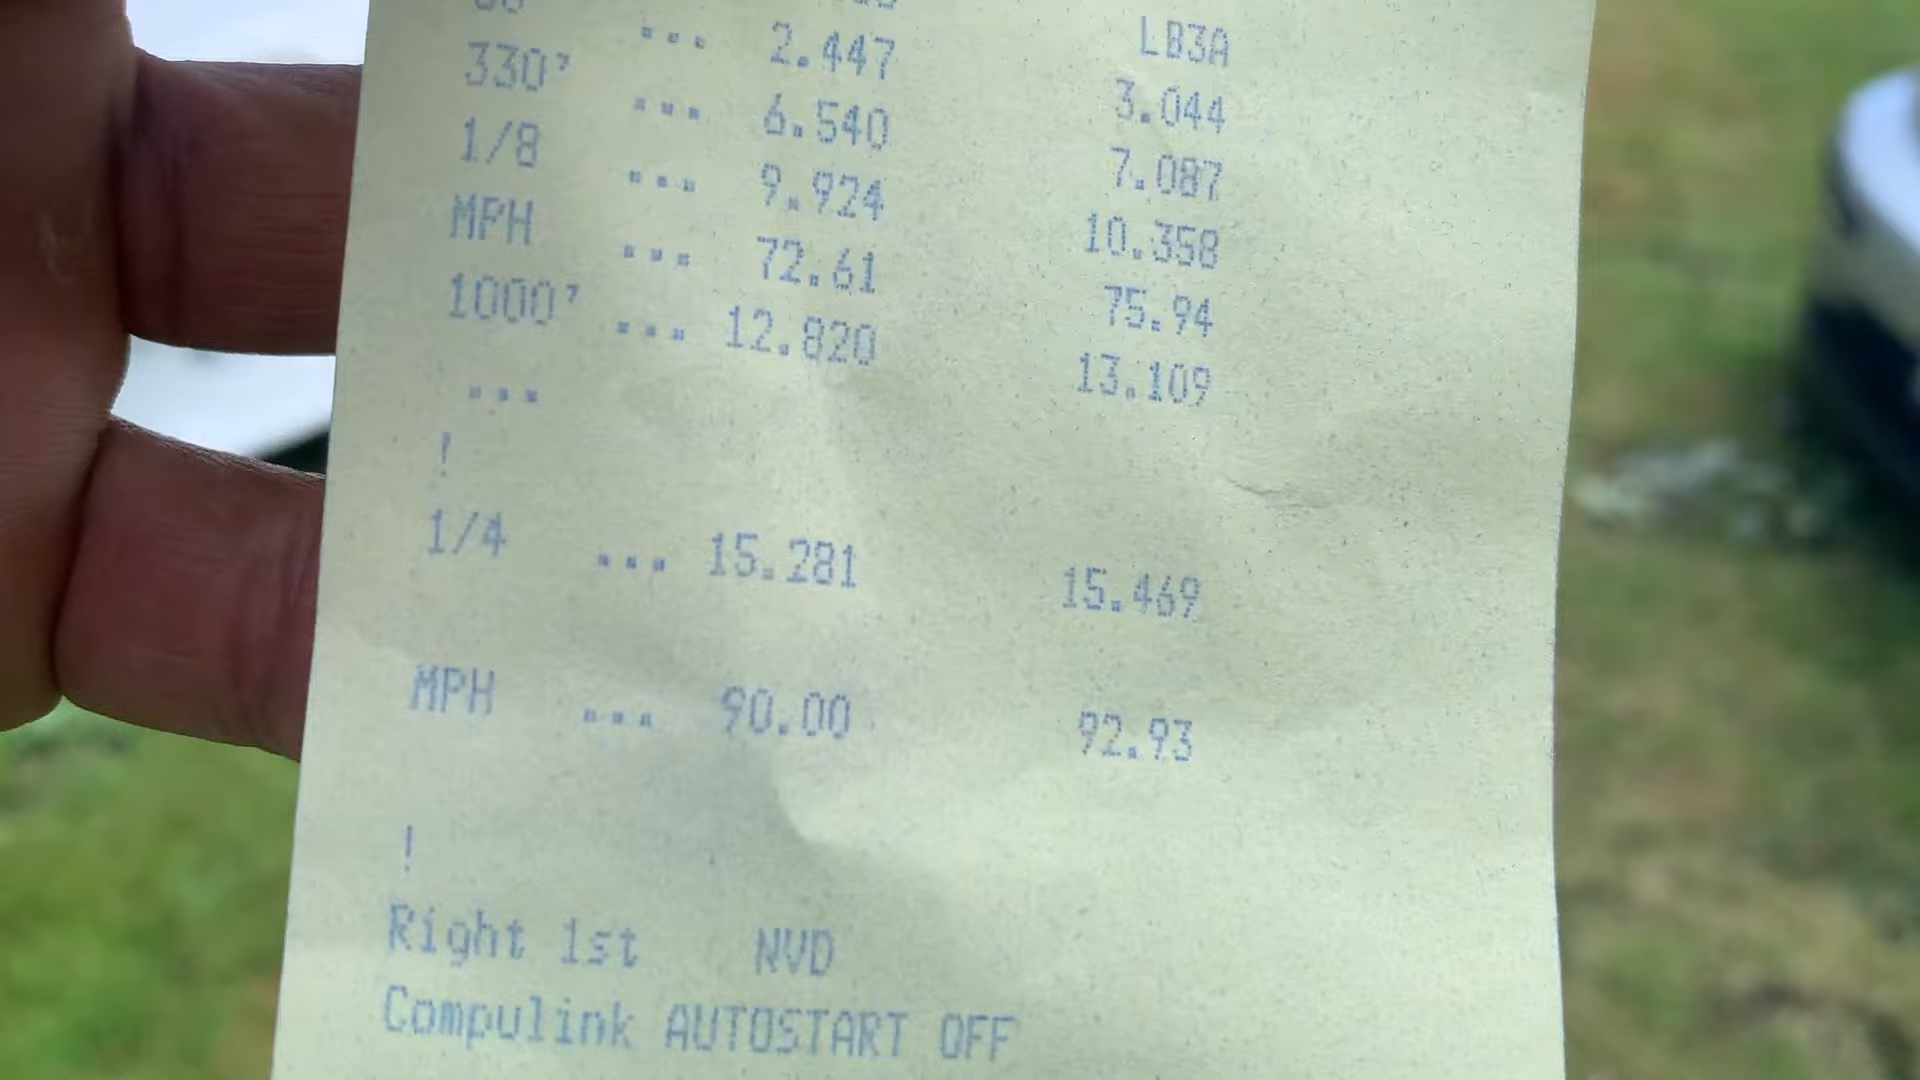 LB3A
... 2.447 3.044
330' ... 6.540 7.087
1/8 ... 9.924 10.358
MPH ... 72.61 75.94
1000' ... 12.820 13.109
...
!
1/4 ... 15.281 15.469
MPH ... 90.00 92.93
!
Right 1st NVD
Compulink AUTOSTART OFF